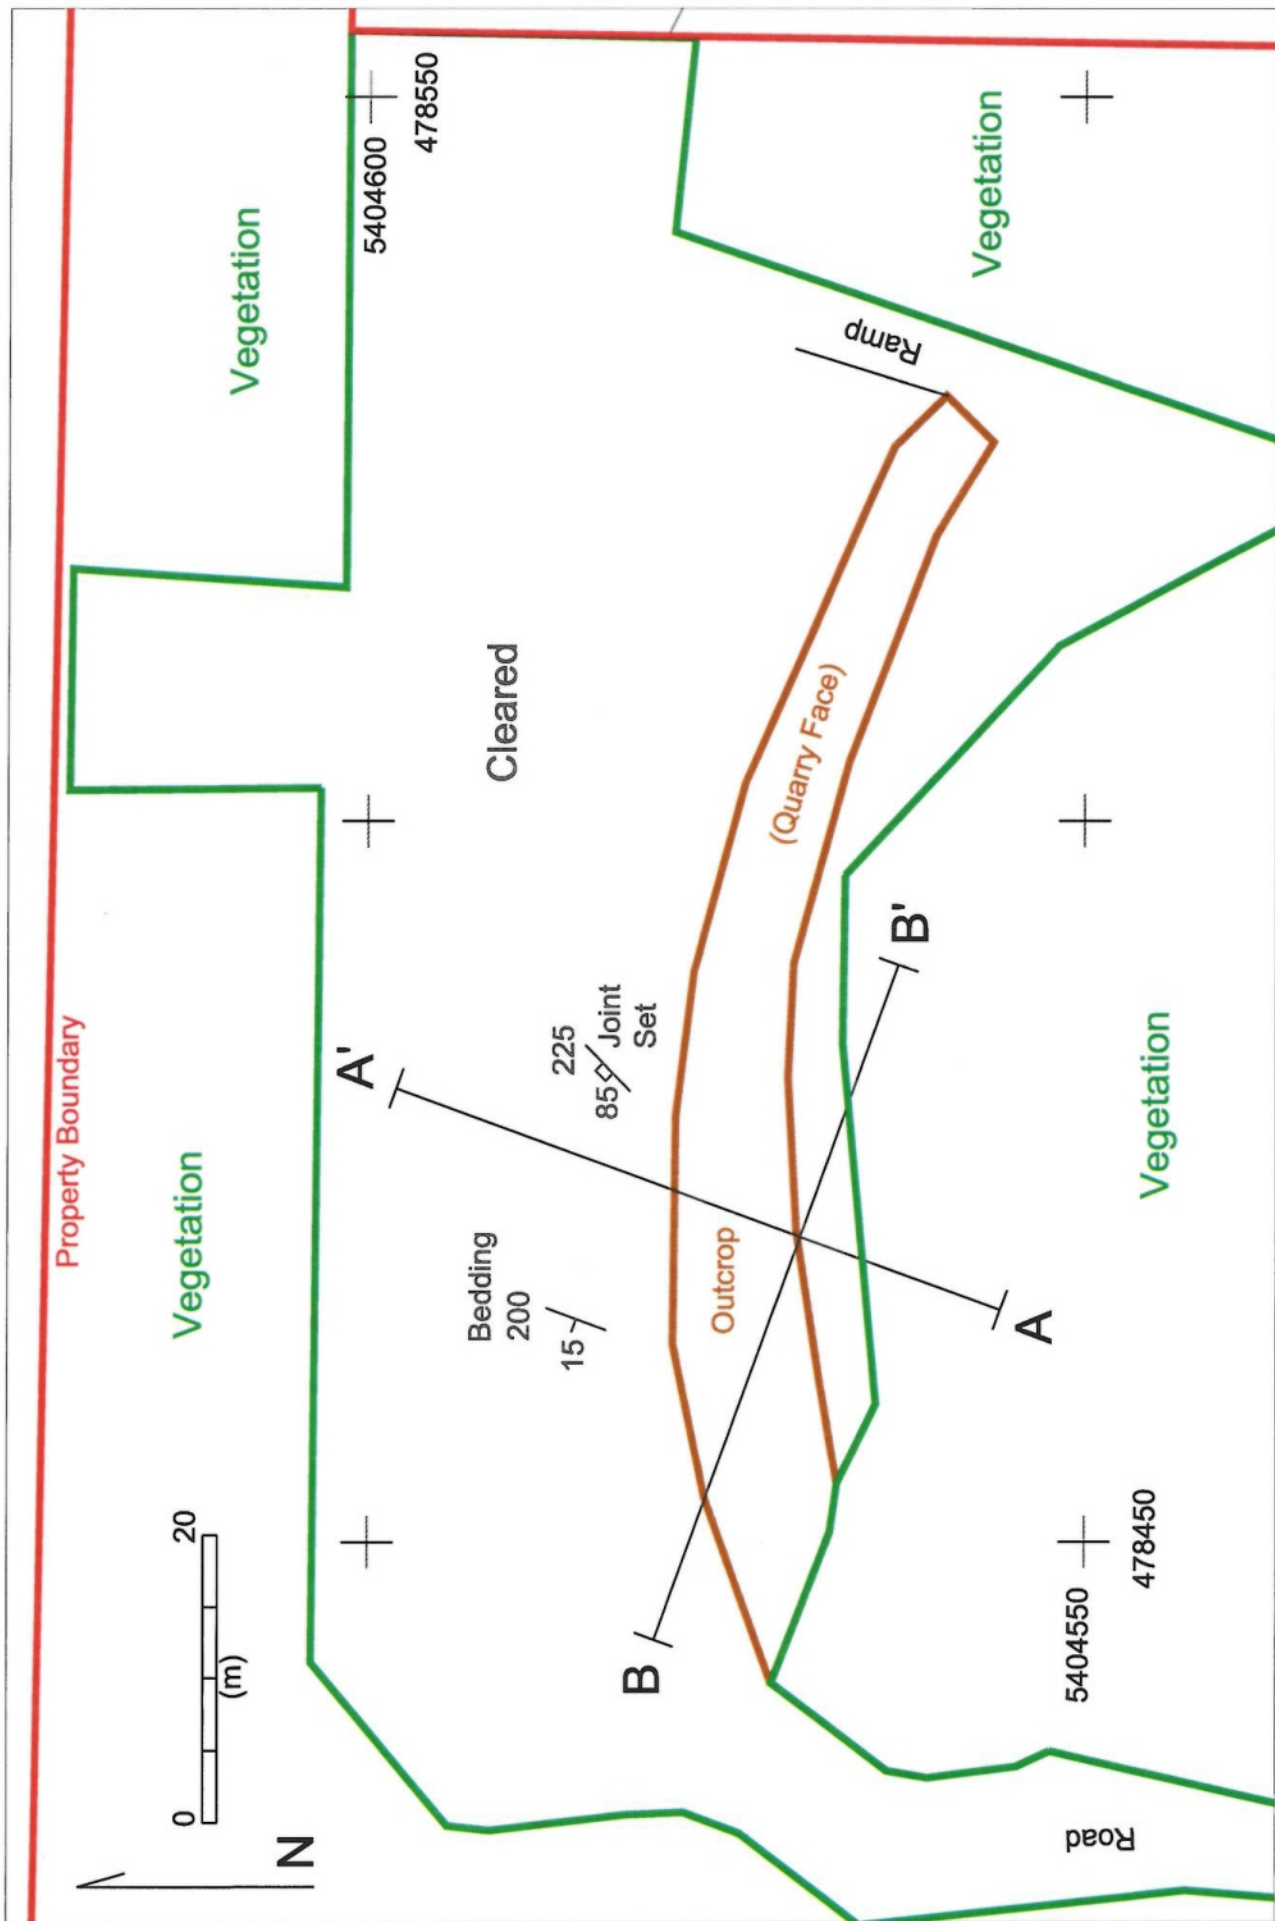 Property Boundary
Vegetation
Vegetation
0
20
(m)
N
5404600
478550
Cleared
A'
Bedding
200
15
225
85
Joint
Set
Outcrop
(Quarry Face)
Ramp
Vegetation
B
B'
A
Vegetation
5404550
478450
Road